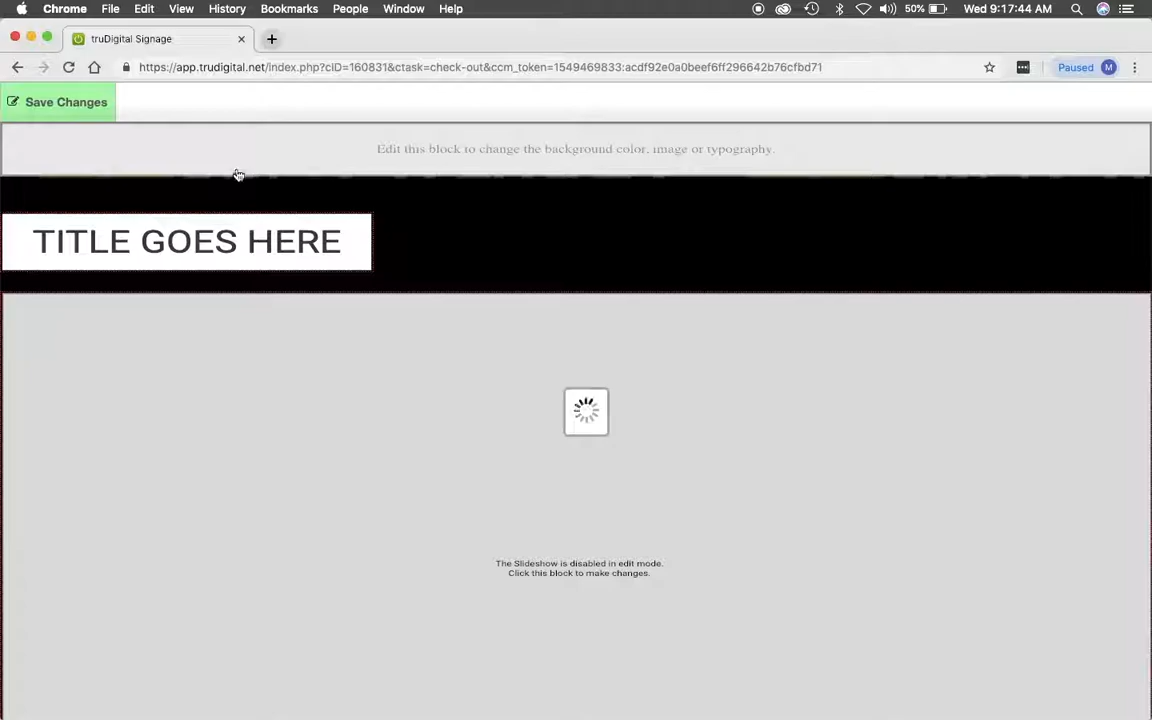 Chrome File Edit View History Bookmarks People Window Help 50% Wed 9:17:44 AM
truDigital Signage
https://app.trudigital.net/index.php?cID=160831&ctask=check-out&ccm_token=1549469833:acdf92e0a0beef6ff296642b76cfbd71 Paused M
Save Changes
Edit this block to change the background color, image or typography.
TITLE GOES HERE
The Slideshow is disabled in edit mode.
Click this block to make changes.